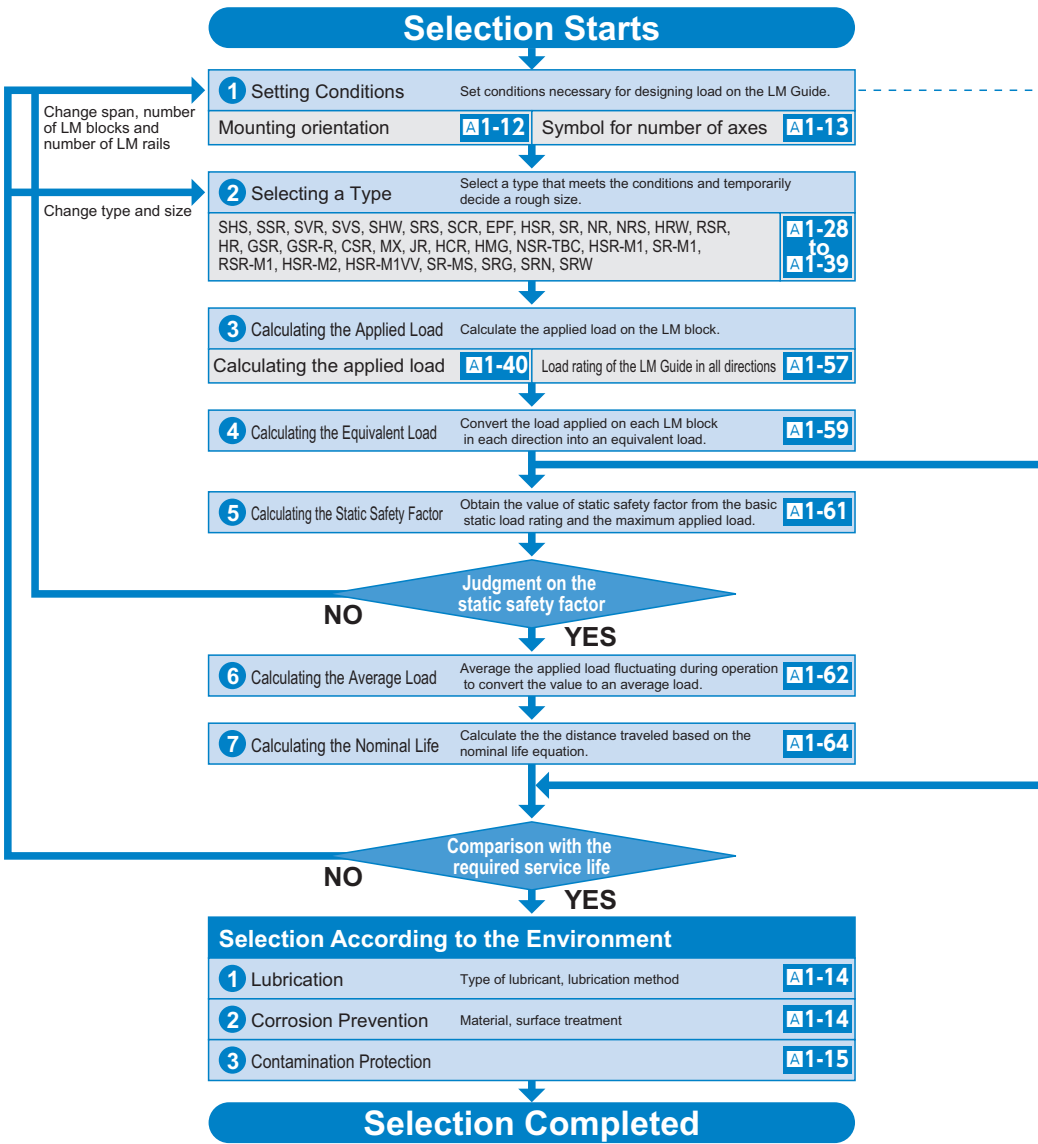 Selection Starts
1 Setting Conditions Set conditions necessary for designing load on the LM Guide.
Mounting orientation A1-12 Symbol for number of axes A1-13
Change span, number
of LM blocks and
number of LM rails
2 Selecting a Type Select a type that meets the conditions and temporarily
decide a rough size.
Change type and size
SHS, SSR, SVR, SVS, SHW, SRS, SCR, EPF, HSR, SR, NR, NRS, HRW, RSR,
HR, GSR, GSR-R, CSR, MX, JR, HCR, HMG, NSR-TBC, HSR-M1, SR-M1,
RSR-M1, HSR-M2, HSR-M1VV, SR-MS, SRG, SRN, SRW
A1-28
to
A1-39
3 Calculating the Applied Load Calculate the applied load on the LM block.
Calculating the applied load A1-40 Load rating of the LM Guide in all directions A1-57
4 Calculating the Equivalent Load Convert the load applied on each LM block
in each direction into an equivalent load.
A1-59
5 Calculating the Static Safety Factor Obtain the value of static safety factor from the basic
static load rating and the maximum applied load.
A1-61
Judgment on the
static safety factor
NO
YES
6 Calculating the Average Load Average the applied load fluctuating during operation
to convert the value to an average load.
A1-62
7 Calculating the Nominal Life Calculate the the distance traveled based on the
nominal life equation.
A1-64
Comparison with the
required service life
NO
YES
Selection According to the Environment
1 Lubrication Type of lubricant, lubrication method A1-14
2 Corrosion Prevention Material, surface treatment A1-14
3 Contamination Protection A1-15
Selection Completed